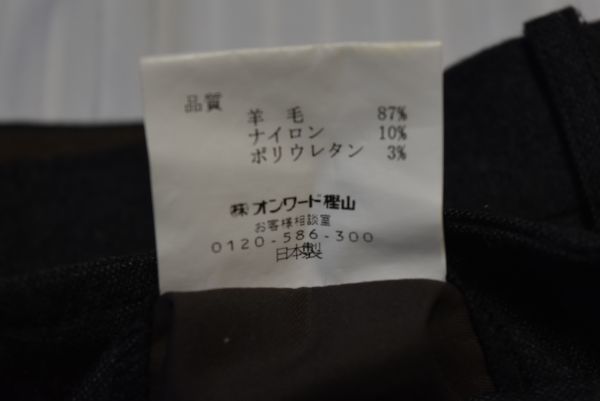 品質
羊毛 87%
ナイロン 10%
ポリウレタン 3%
㈱オンワード樫山
お客様相談室
0120-586-300
日本製